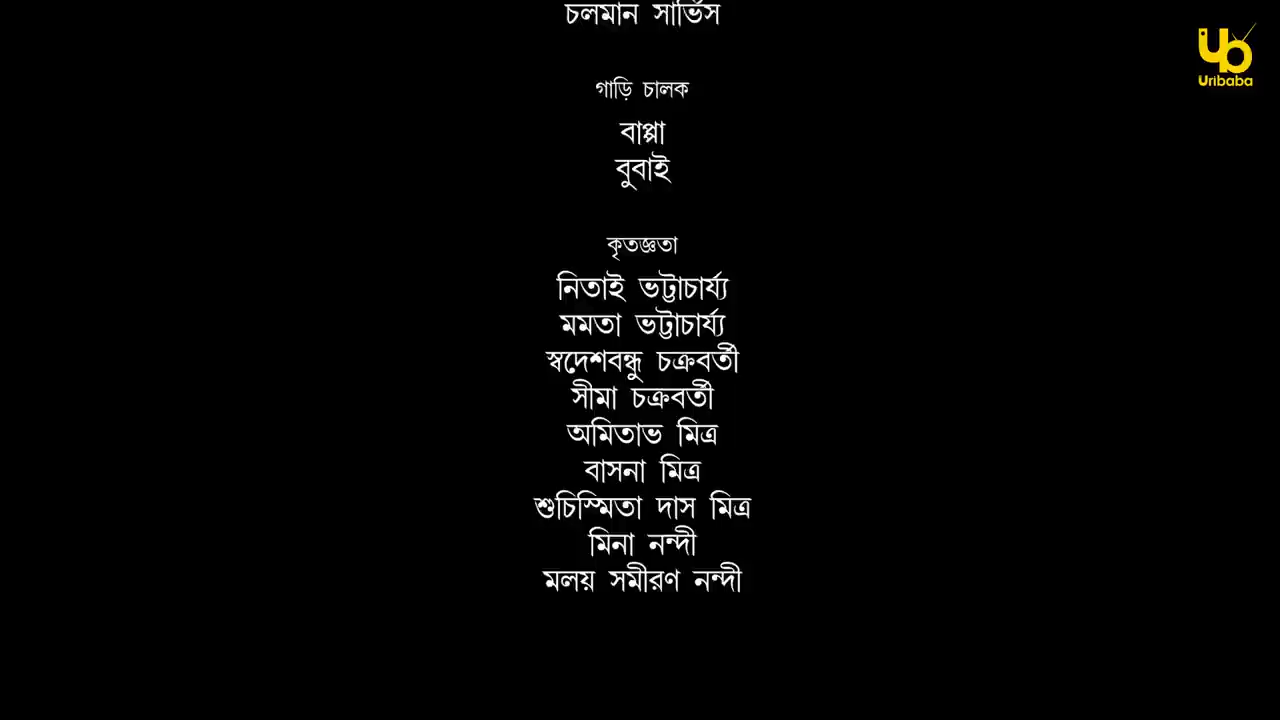 চলমান সার্ভিস
Uribaba
গাড়ি চালক
বাপ্পা
বুবাই
কৃতজ্ঞতা
নিতাই ভট্টাচার্য্য
মমতা ভট্টাচার্য্য
স্বদেশবন্ধু চক্রবর্তী
সীমা চক্রবর্তী
অমিতাভ মিত্র
বাসনা মিত্র
শুচিস্মিতা দাস মিত্র
মিনা নন্দী
মলয় সমীরণ নন্দী